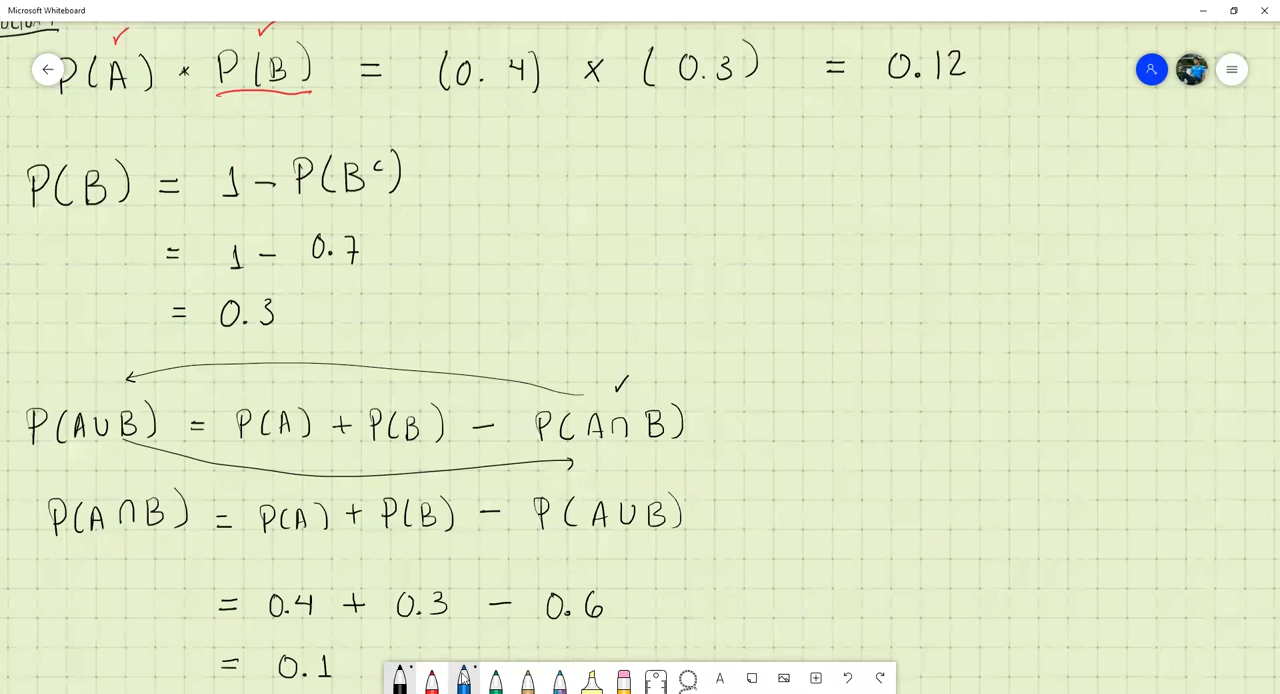 Microsoft Whiteboard
P(A) * P(B) = (0.4) x (0.3) = 0.12
P(B) = 1 - P(Bᶜ)
= 1 - 0.7
= 0.3
P(A∪B) = P(A) + P(B) - P(A∩B)
P(A∩B) = P(A) + P(B) - P(A∪B)
= 0.4 + 0.3 - 0.6
= 0.1
A